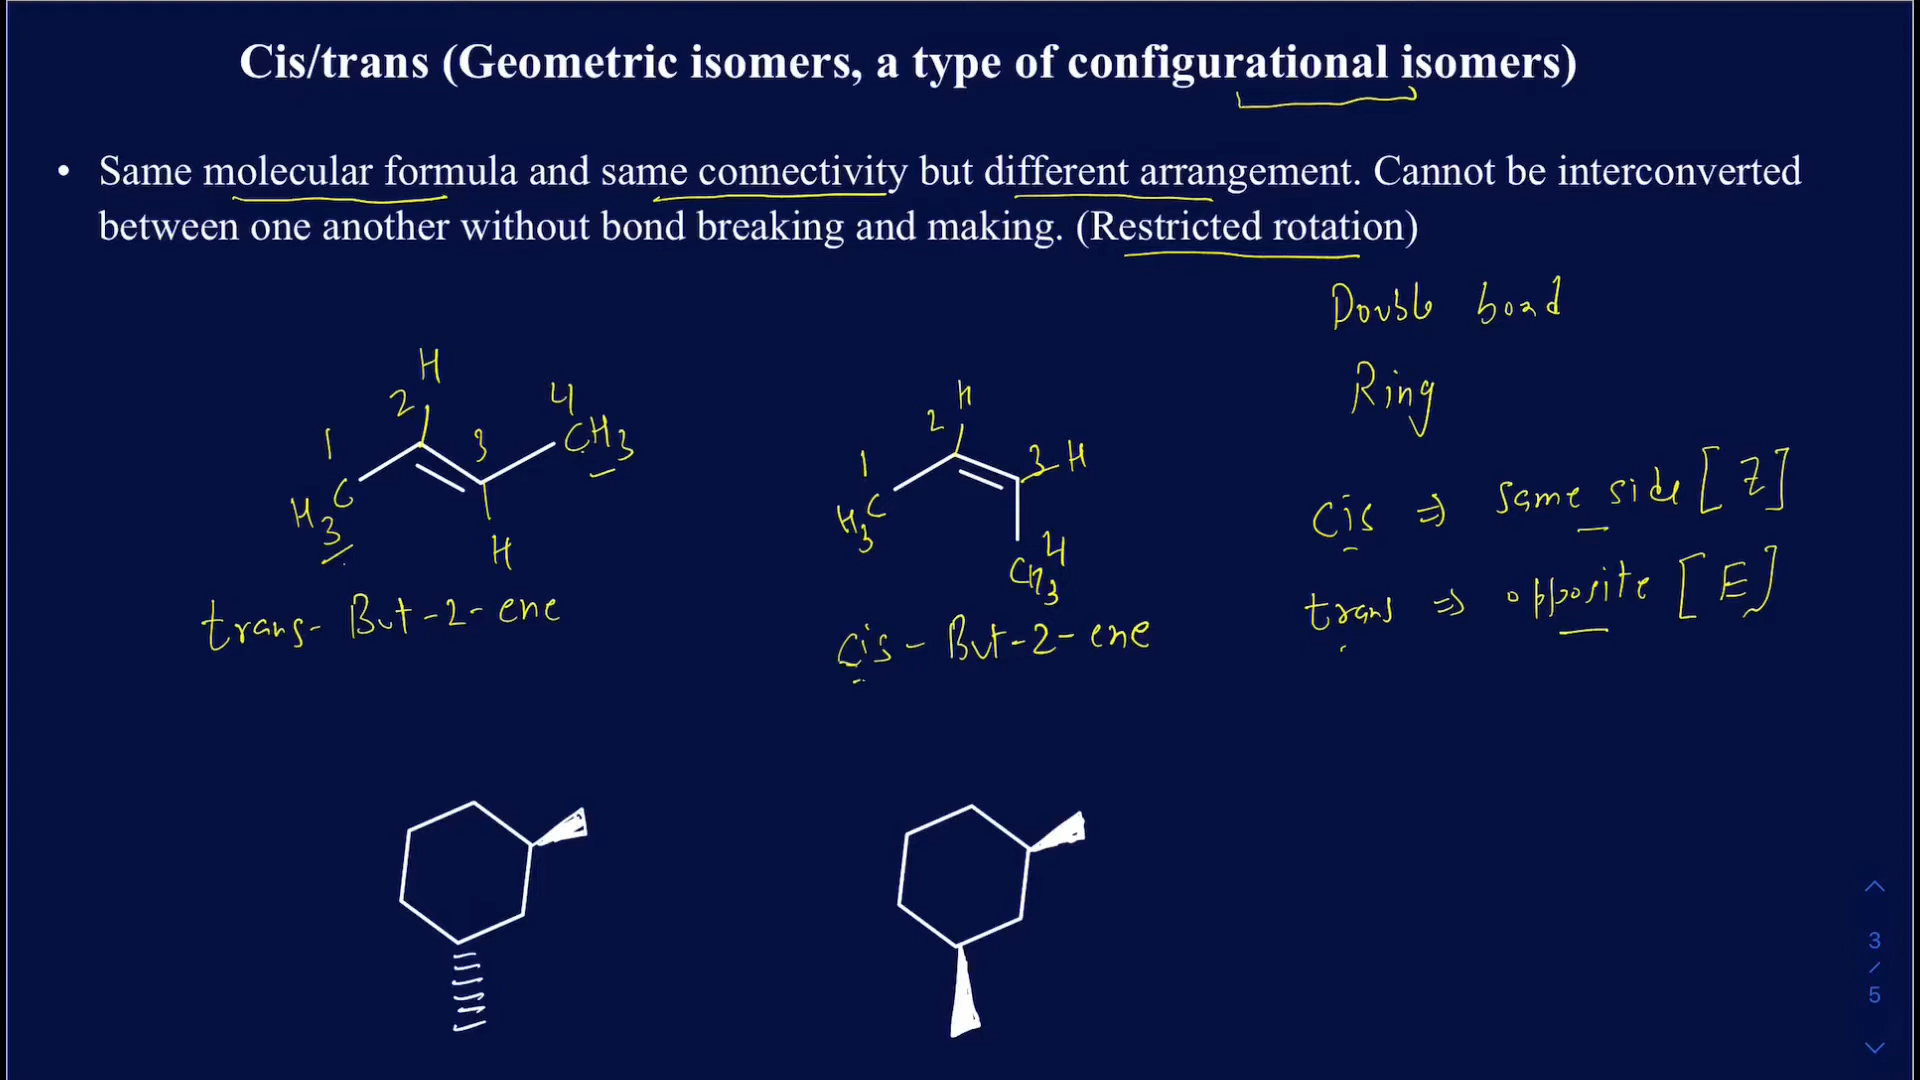 Cis/trans (Geometric isomers, a type of configurational isomers)
• Same molecular formula and same connectivity but different arrangement. Cannot be interconverted
between one another without bond breaking and making. (Restricted rotation)
Double bond
Ring
H
2
1
3
4
CH3
H3C
H
trans- But-2-ene
H
2
1
3 H
H3C
4
CH3
Cis- But-2-ene
Cis ⇒ Same side [Z]
trans ⇒ opposite [E]
3
/
5